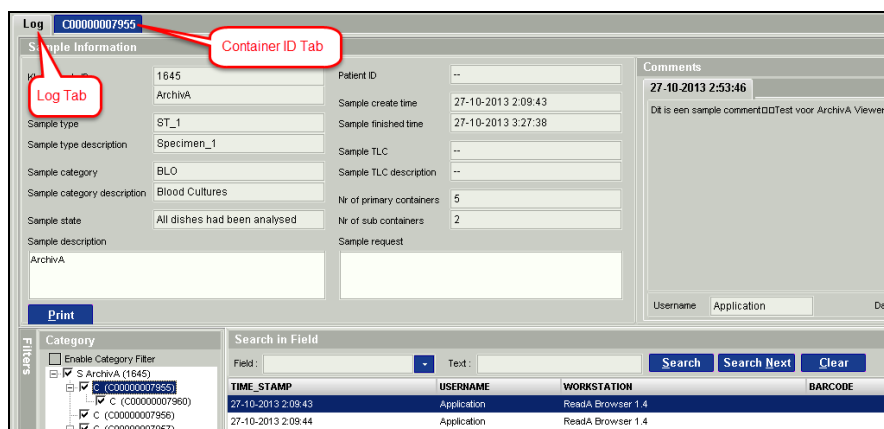 Log C00000007955
Container ID Tab
Sample Information
Log Tab
1645
ArchivA
Sample type ST_1
Sample type description Specimen_1
Sample category BLO
Sample category description Blood Cultures
Sample state All dishes had been analysed
Sample description
ArchivA
Patient ID --
Sample create time 27-10-2013 2:09:43
Sample finished time 27-10-2013 3:27:38
Sample TLC --
Sample TLC description --
Nr of primary containers 5
Nr of sub containers 2
Sample request
Comments
27-10-2013 2:53:46
Dit is een sample comment□□Test voor ArchivA Viewer
Username Application
Print
Filters
Category
Enable Category Filter
S ArchivA (1645)
C (C00000007955)
C (C00000007960)
C (C00000007956)
C (C00000007957)
Search in Field
Field : Text : Search Search Next Clear
TIME_STAMP USERNAME WORKSTATION BARCODE
27-10-2013 2:09:43 Application ReadA Browser 1.4
27-10-2013 2:09:44 Application ReadA Browser 1.4